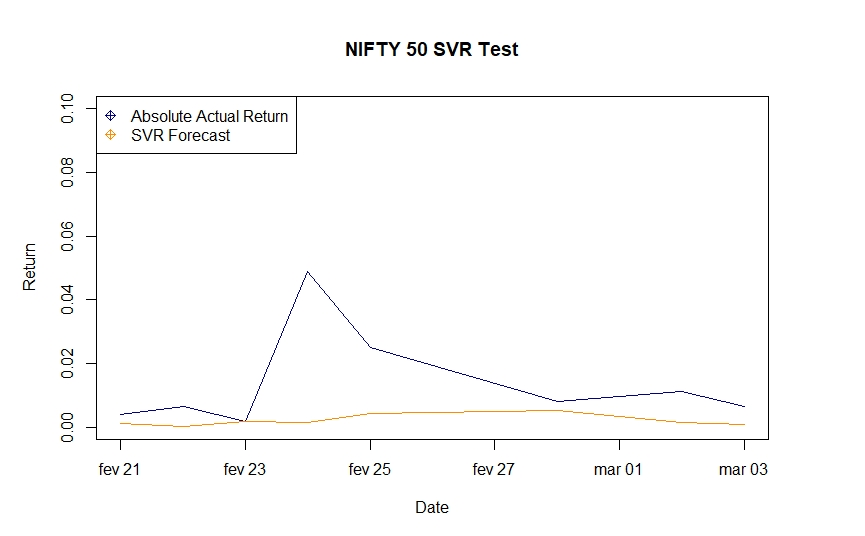 NIFTY 50 SVR Test
Absolute Actual Return
SVR Forecast
0.10
0.08
0.06
0.04
0.02
0.00
Return
fev 21 fev 23 fev 25 fev 27 mar 01 mar 03
Date